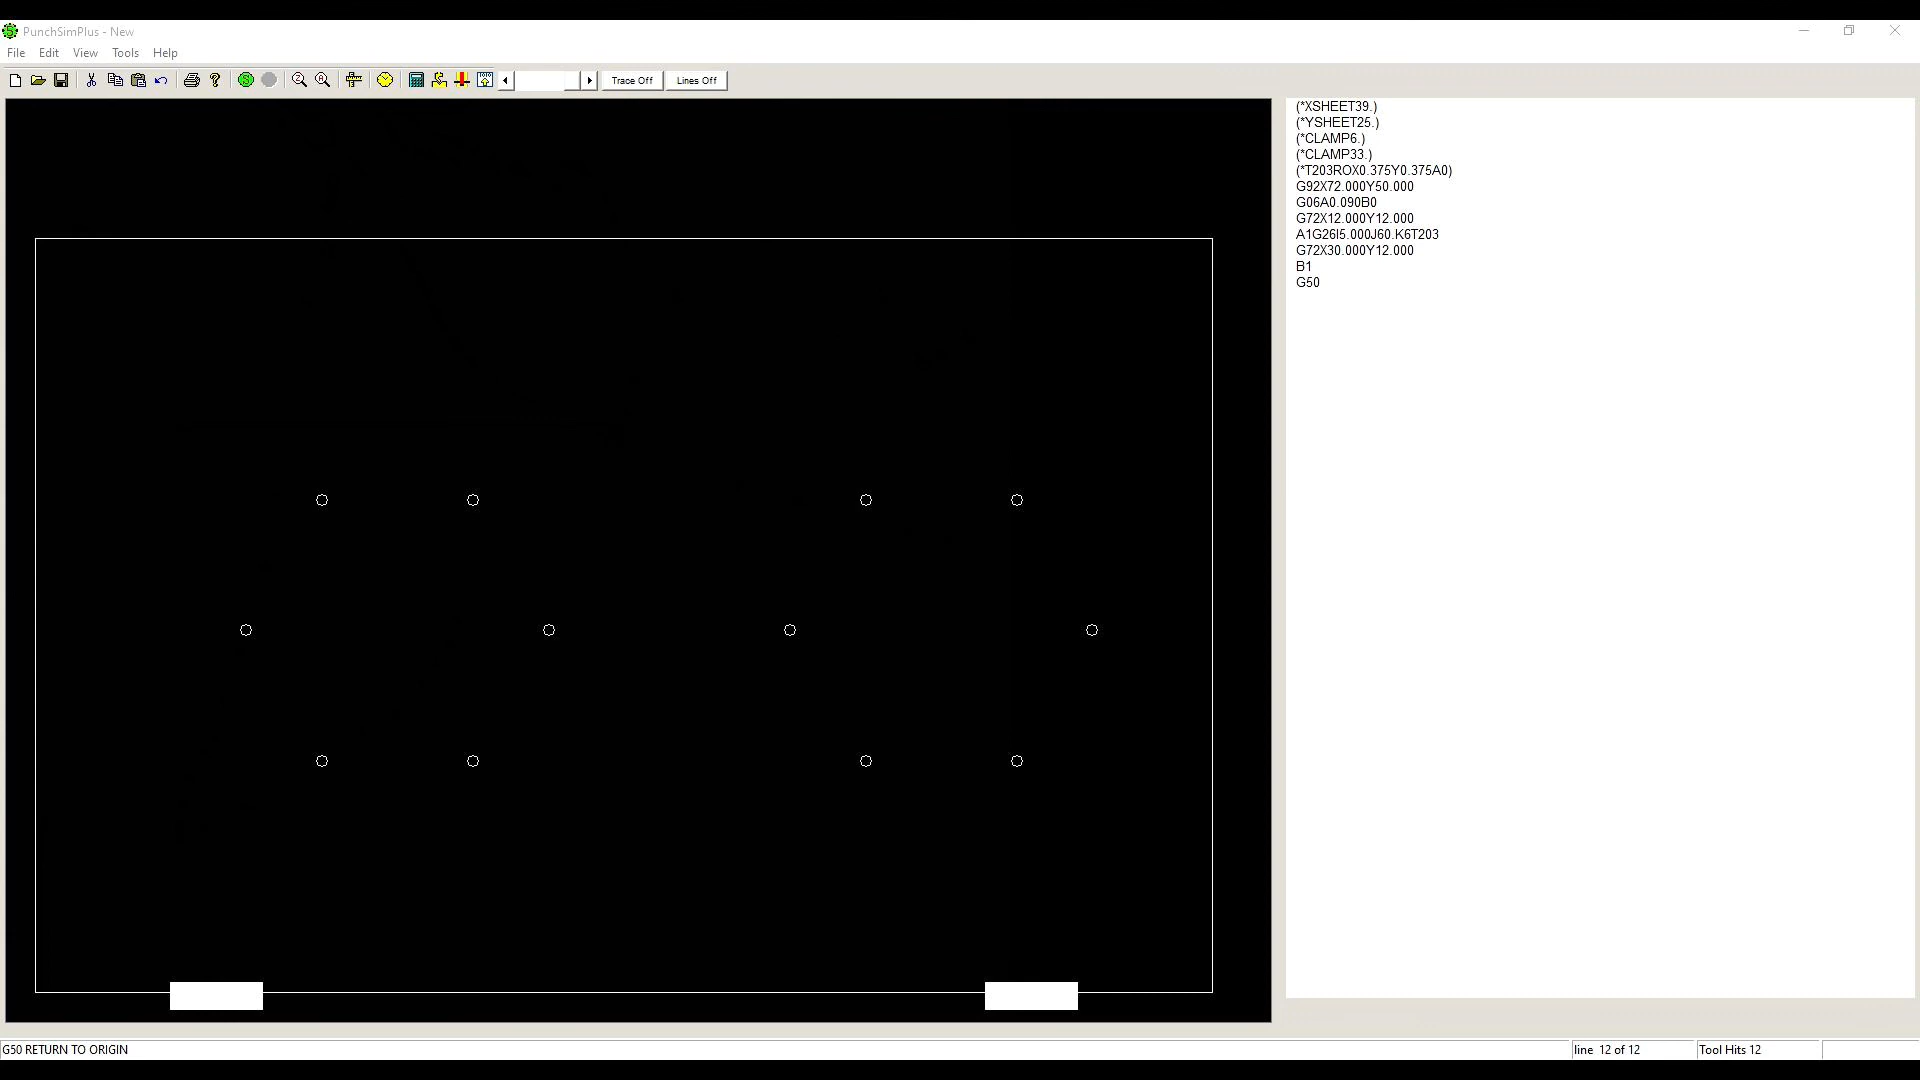 PunchSimPlus - New
File Edit View Tools Help
Trace Off Lines Off
(*XSHEET39.)
(*YSHEET25.)
(*CLAMP6.)
(*CLAMP33.)
(*T203ROX0.375Y0.375A0)
G92X72.000Y50.000
G06A0.090B0
G72X12.000Y12.000
A1G26I5.000J60.K6T203
G72X30.000Y12.000
B1
G50
G50 RETURN TO ORIGIN
line 12 of 12
Tool Hits 12